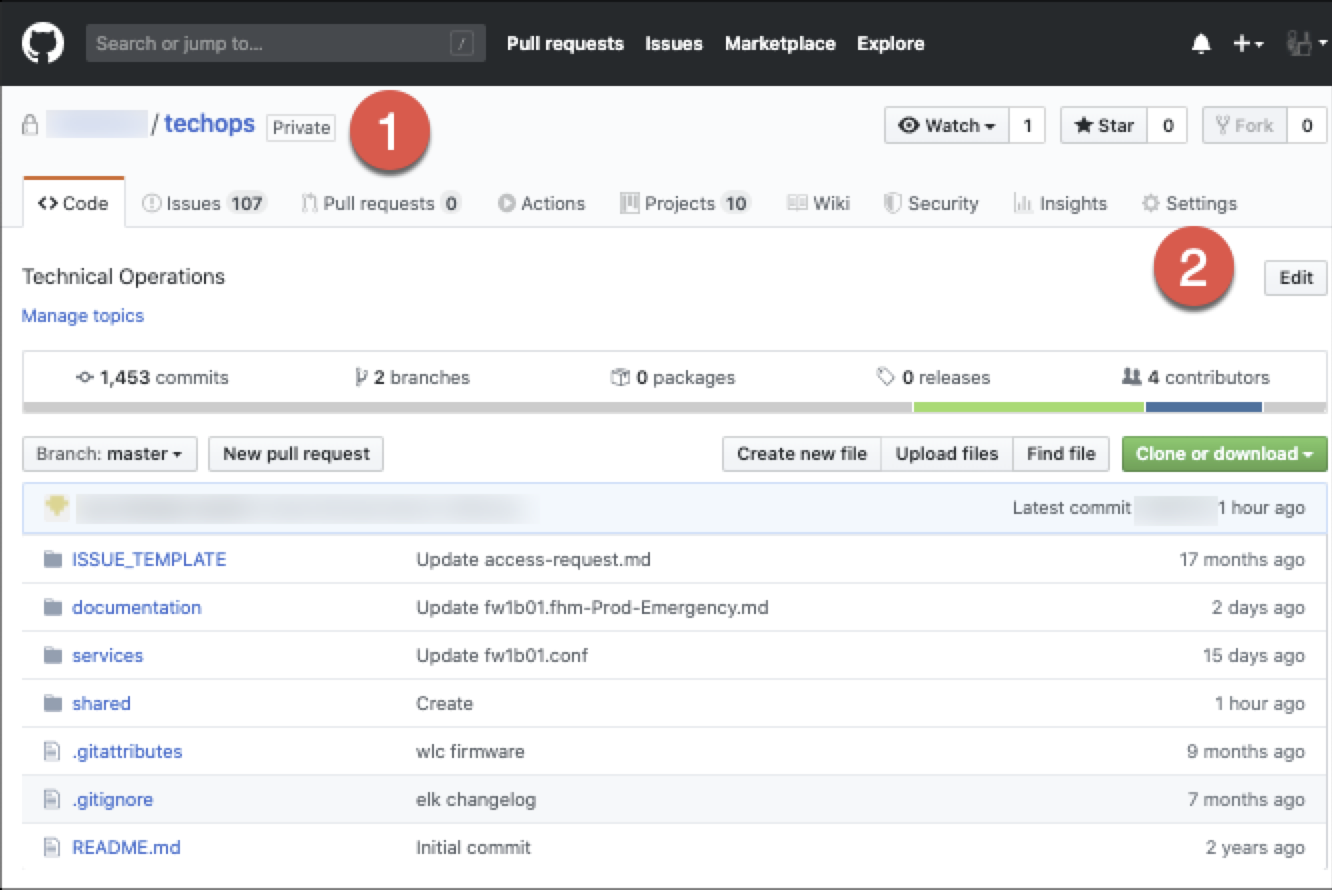 Search or jump to... / Pull requests Issues Marketplace Explore
/ techops Private 1 Watch 1 Star 0 Fork 0
Code Issues 107 Pull requests 0 Actions Projects 10 Wiki Security Insights Settings
2
Technical Operations Edit
Manage topics
1,453 commits 2 branches 0 packages 0 releases 4 contributors
Branch: master New pull request Create new file Upload files Find file Clone or download
Latest commit 1 hour ago
ISSUE_TEMPLATE Update access-request.md 17 months ago
documentation Update fw1b01.fhm-Prod-Emergency.md 2 days ago
services Update fw1b01.conf 15 days ago
shared Create 1 hour ago
.gitattributes wlc firmware 9 months ago
.gitignore elk changelog 7 months ago
README.md Initial commit 2 years ago